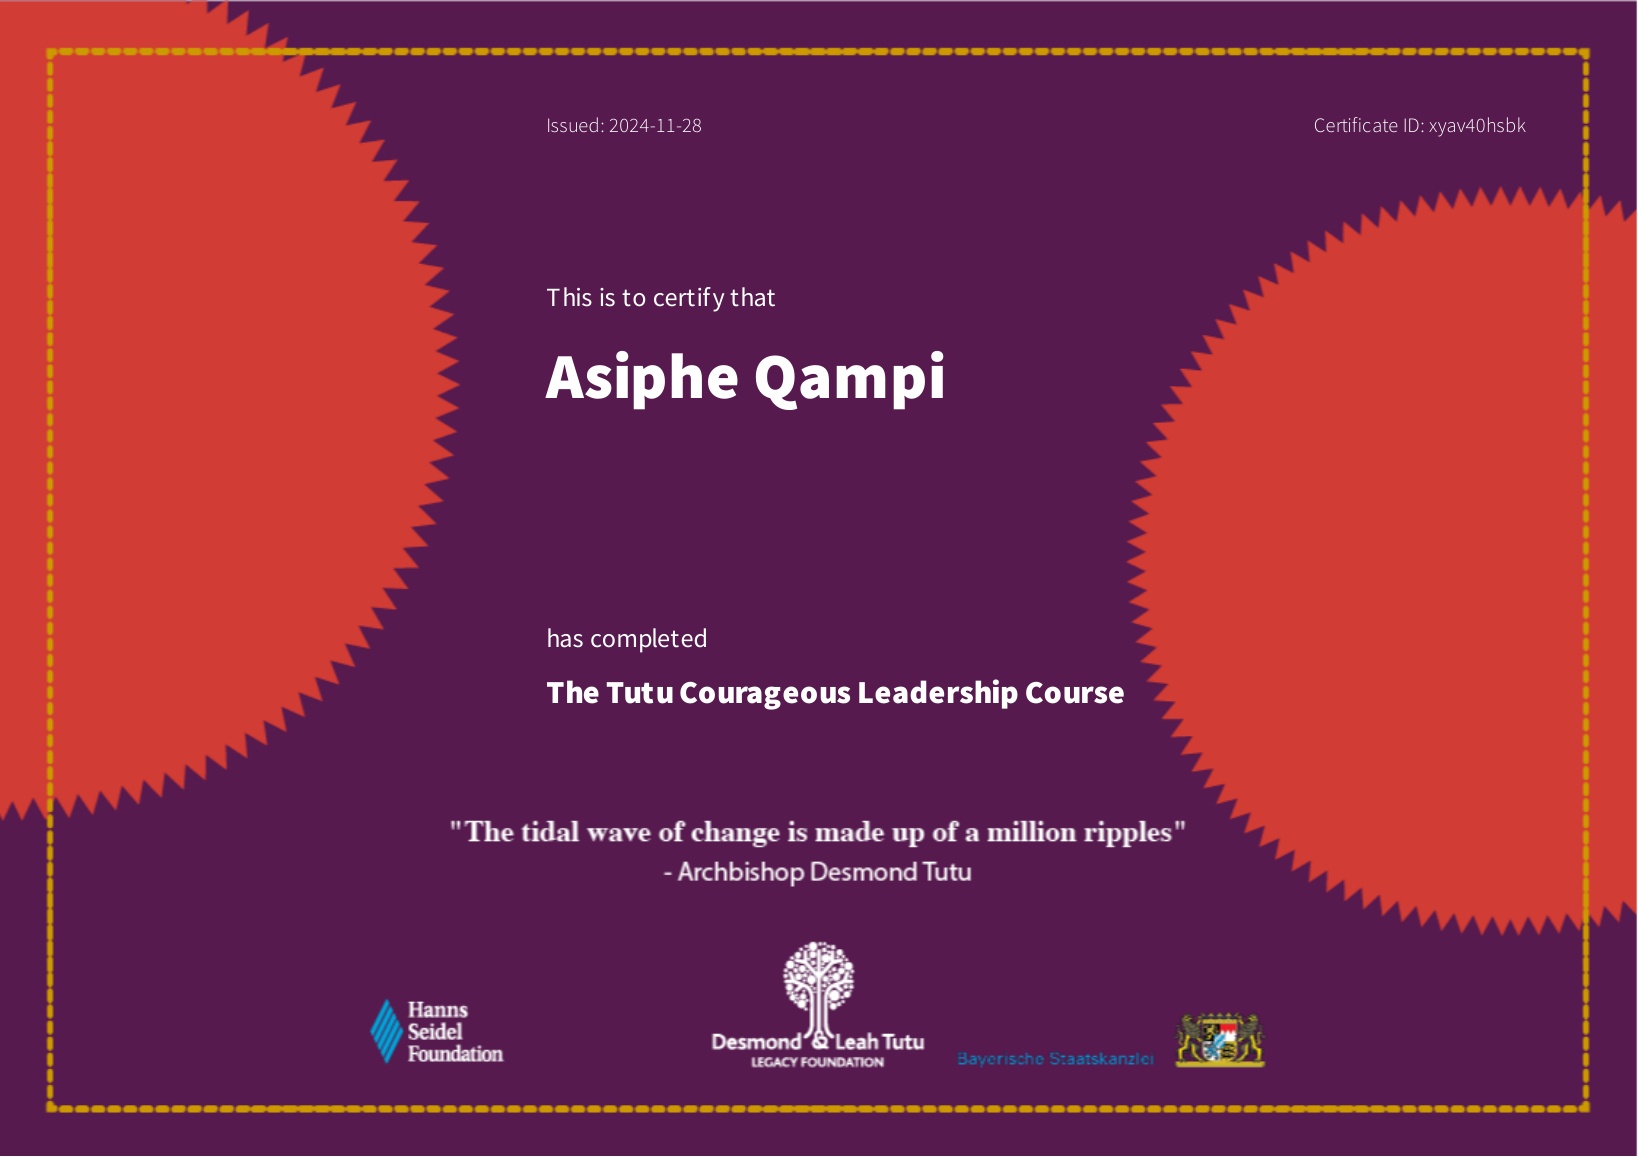 Issued: 2024-11-28
Certificate ID: xyav40hsbk
This is to certify that
Asiphe Qampi
has completed
The Tutu Courageous Leadership Course
"The tidal wave of change is made up of a million ripples"
- Archbishop Desmond Tutu
Hanns
Seidel
Foundation
Desmond & Leah Tutu
LEGACY FOUNDATION
Bayerische Staatskanzlei